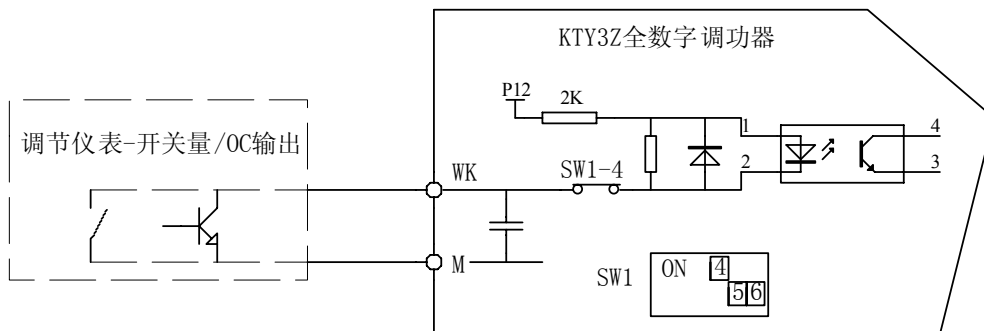 KTY3Z全数字调功器
P12
2K
调节仪表-开关量/OC输出
1
4
2
3
WK
SW1-4
M
SW1
ON
4
5
6